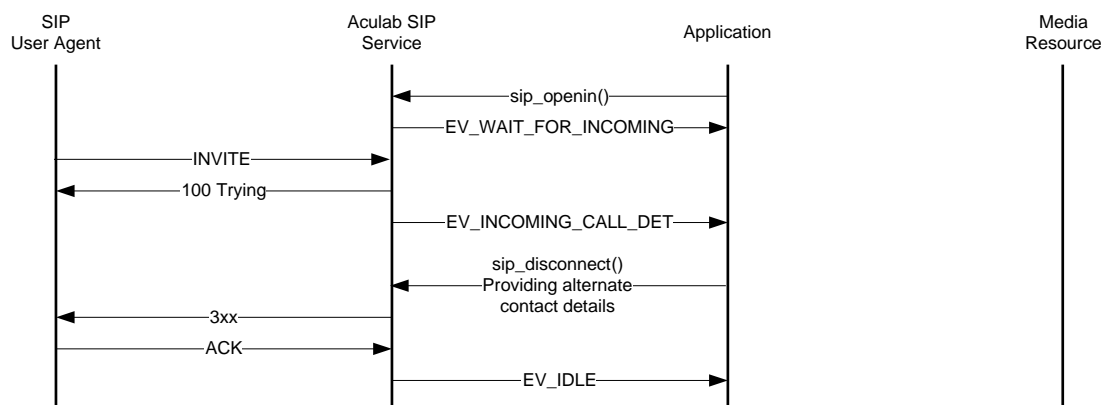 SIP
User Agent
Aculab SIP
Service
Application
Media
Resource
sip_openin()
EV_WAIT_FOR_INCOMING
INVITE
100 Trying
EV_INCOMING_CALL_DET
sip_disconnect()
Providing alternate
contact details
3xx
ACK
EV_IDLE